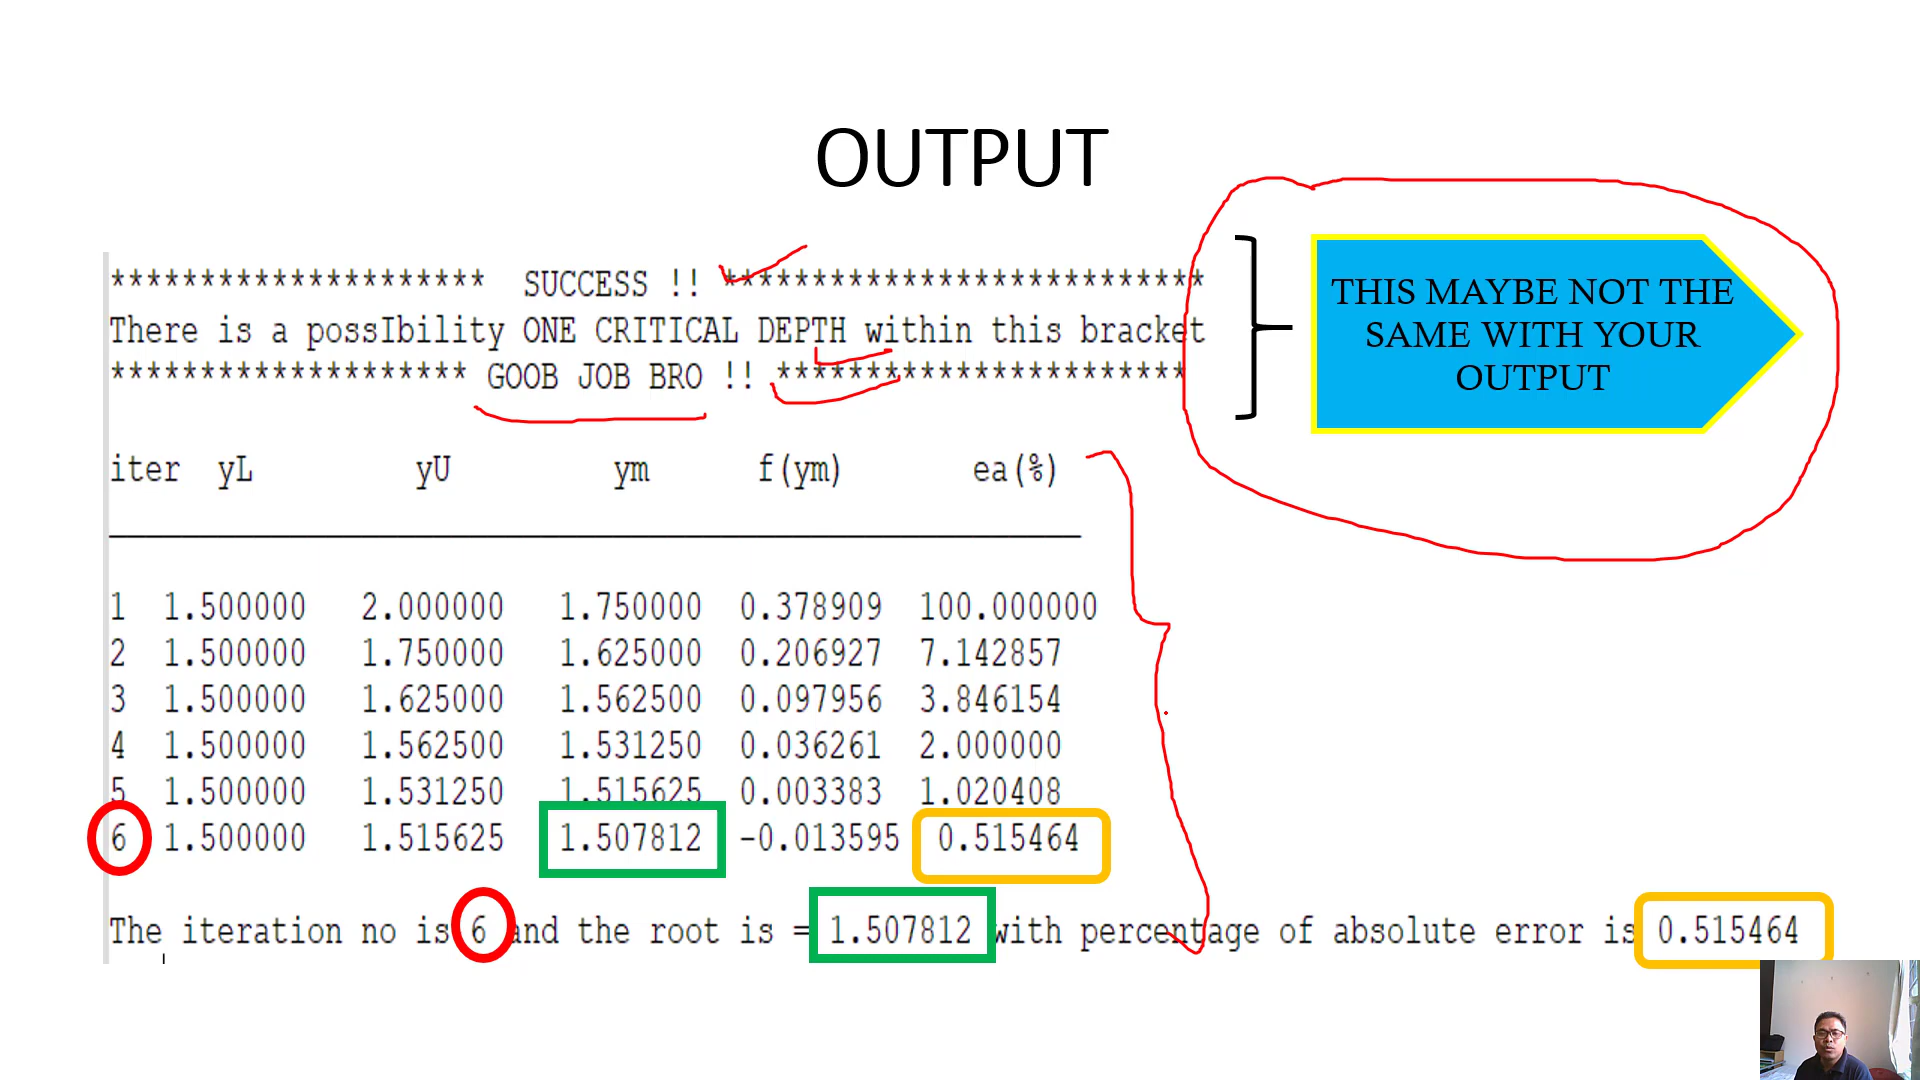 OUTPUT
********************* SUCCESS !! ***************************
There is a possIbility ONE CRITICAL DEPTH within this bracket
******************** GOOB JOB BRO !! ***********************
THIS MAYBE NOT THE
SAME WITH YOUR
OUTPUT
iter yL yU ym f(ym) ea(%)
1 1.500000 2.000000 1.750000 0.378909 100.000000
2 1.500000 1.750000 1.625000 0.206927 7.142857
3 1.500000 1.625000 1.562500 0.097956 3.846154
4 1.500000 1.562500 1.531250 0.036261 2.000000
5 1.500000 1.531250 1.515625 0.003383 1.020408
6 1.500000 1.515625 1.507812 -0.013595 0.515464
The iteration no is 6 and the root is = 1.507812 with percentage of absolute error is 0.515464